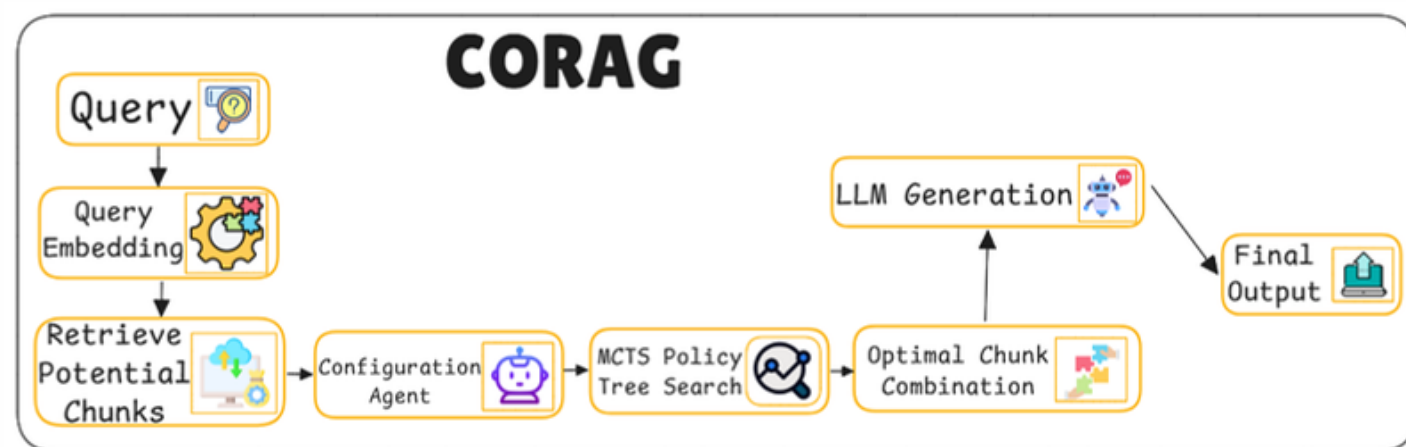 CORAG
Query
Query
Embedding
Retrieve
Potential
Chunks
Configuration
Agent
MCTS Policy
Tree Search
Optimal Chunk
Combination
LLM Generation
Final
Output